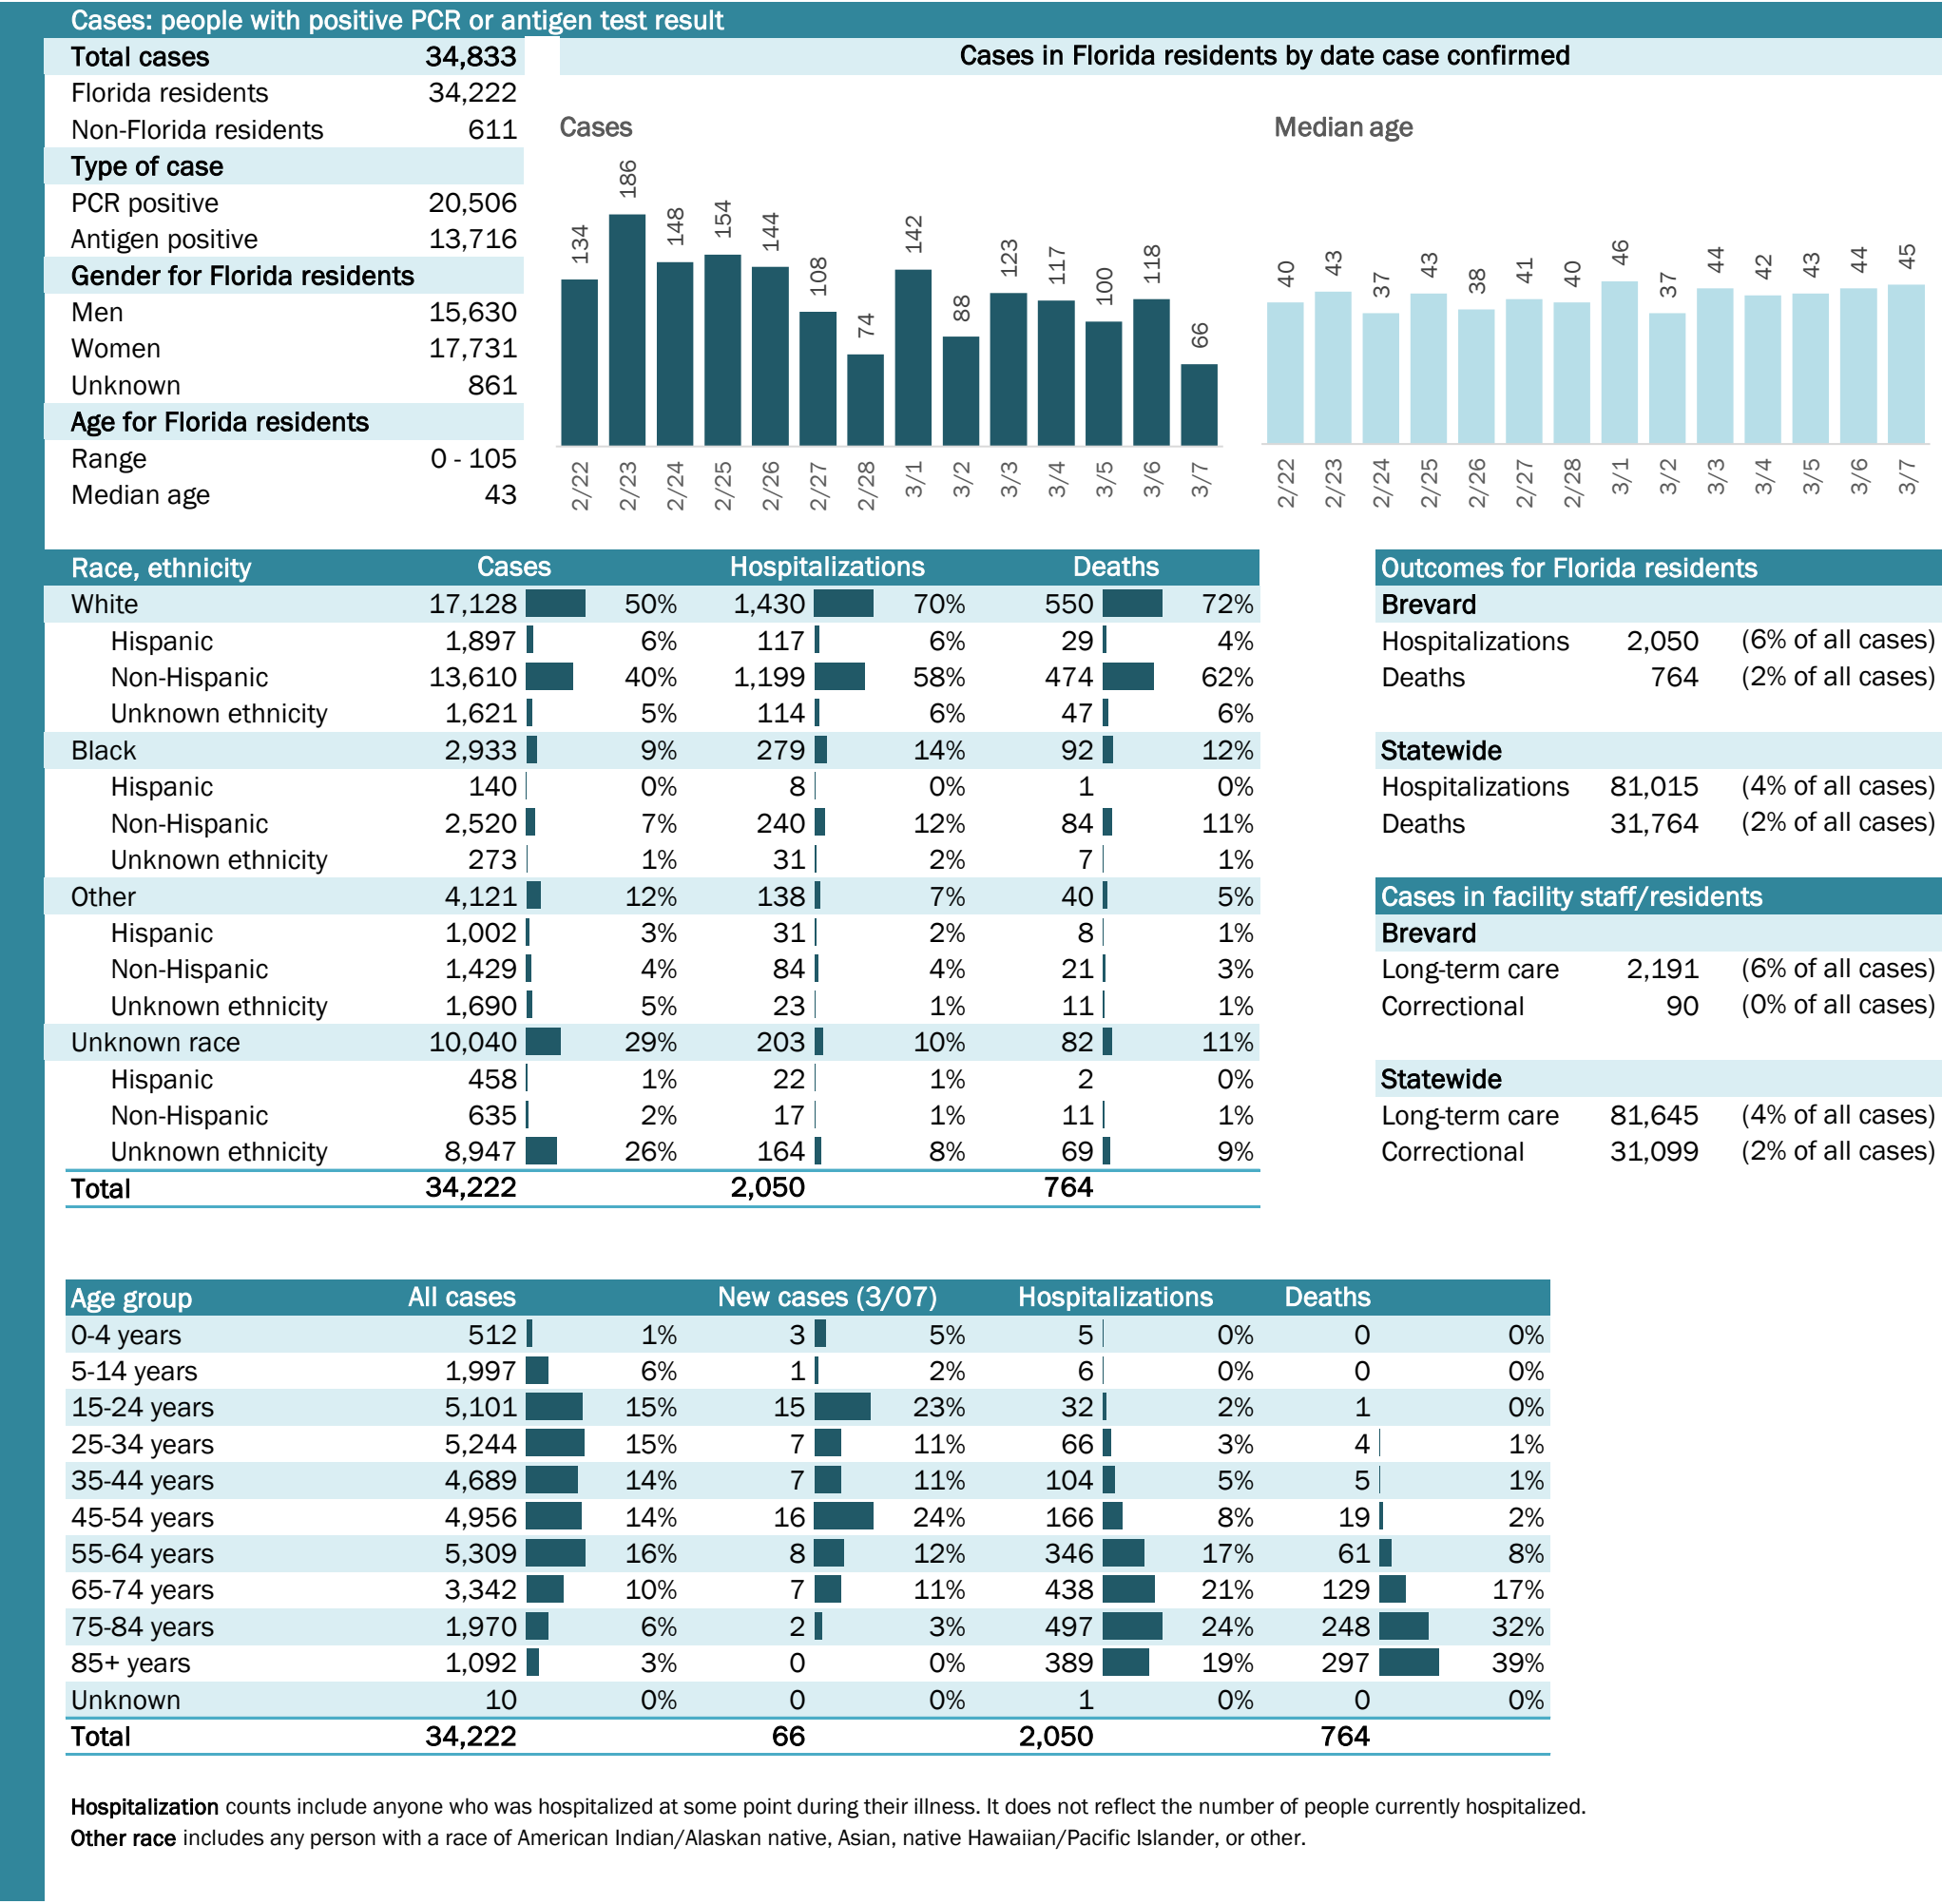 Cases: people with positive PCR or antigen test result
Total cases 34,833
Florida residents 34,222
Non-Florida residents 611
Type of case
PCR positive 20,506
Antigen positive 13,716
Gender for Florida residents
Men 15,630
Women 17,731
Unknown 861
Age for Florida residents
Range 0 - 105
Median age 43
Cases in Florida residents by date case confirmed
Cases
134 186 148 154 144 108 74 142 88 123 117 100 118 66
2/22 2/23 2/24 2/25 2/26 2/27 2/28 3/1 3/2 3/3 3/4 3/5 3/6 3/7
Median age
40 43 37 43 38 41 40 46 37 44 42 43 44 45
2/22 2/23 2/24 2/25 2/26 2/27 2/28 3/1 3/2 3/3 3/4 3/5 3/6 3/7
Race, ethnicity Cases Hospitalizations Deaths
White 17,128 50% 1,430 70% 550 72%
Hispanic 1,897 6% 117 6% 29 4%
Non-Hispanic 13,610 40% 1,199 58% 474 62%
Unknown ethnicity 1,621 5% 114 6% 47 6%
Black 2,933 9% 279 14% 92 12%
Hispanic 140 0% 8 0% 1 0%
Non-Hispanic 2,520 7% 240 12% 84 11%
Unknown ethnicity 273 1% 31 2% 7 1%
Other 4,121 12% 138 7% 40 5%
Hispanic 1,002 3% 31 2% 8 1%
Non-Hispanic 1,429 4% 84 4% 21 3%
Unknown ethnicity 1,690 5% 23 1% 11 1%
Unknown race 10,040 29% 203 10% 82 11%
Hispanic 458 1% 22 1% 2 0%
Non-Hispanic 635 2% 17 1% 11 1%
Unknown ethnicity 8,947 26% 164 8% 69 9%
Total 34,222 2,050 764
Outcomes for Florida residents
Brevard
Hospitalizations 2,050 (6% of all cases)
Deaths 764 (2% of all cases)
Statewide
Hospitalizations 81,015 (4% of all cases)
Deaths 31,764 (2% of all cases)
Cases in facility staff/residents
Brevard
Long-term care 2,191 (6% of all cases)
Correctional 90 (0% of all cases)
Statewide
Long-term care 81,645 (4% of all cases)
Correctional 31,099 (2% of all cases)
Age group All cases New cases (3/07) Hospitalizations Deaths
0-4 years 512 1% 3 5% 5 0% 0 0%
5-14 years 1,997 6% 1 2% 6 0% 0 0%
15-24 years 5,101 15% 15 23% 32 2% 1 0%
25-34 years 5,244 15% 7 11% 66 3% 4 1%
35-44 years 4,689 14% 7 11% 104 5% 5 1%
45-54 years 4,956 14% 16 24% 166 8% 19 2%
55-64 years 5,309 16% 8 12% 346 17% 61 8%
65-74 years 3,342 10% 7 11% 438 21% 129 17%
75-84 years 1,970 6% 2 3% 497 24% 248 32%
85+ years 1,092 3% 0 0% 389 19% 297 39%
Unknown 10 0% 0 0% 1 0% 0 0%
Total 34,222 66 2,050 764
Hospitalization counts include anyone who was hospitalized at some point during their illness. It does not reflect the number of people currently hospitalized.
Other race includes any person with a race of American Indian/Alaskan native, Asian, native Hawaiian/Pacific Islander, or other.